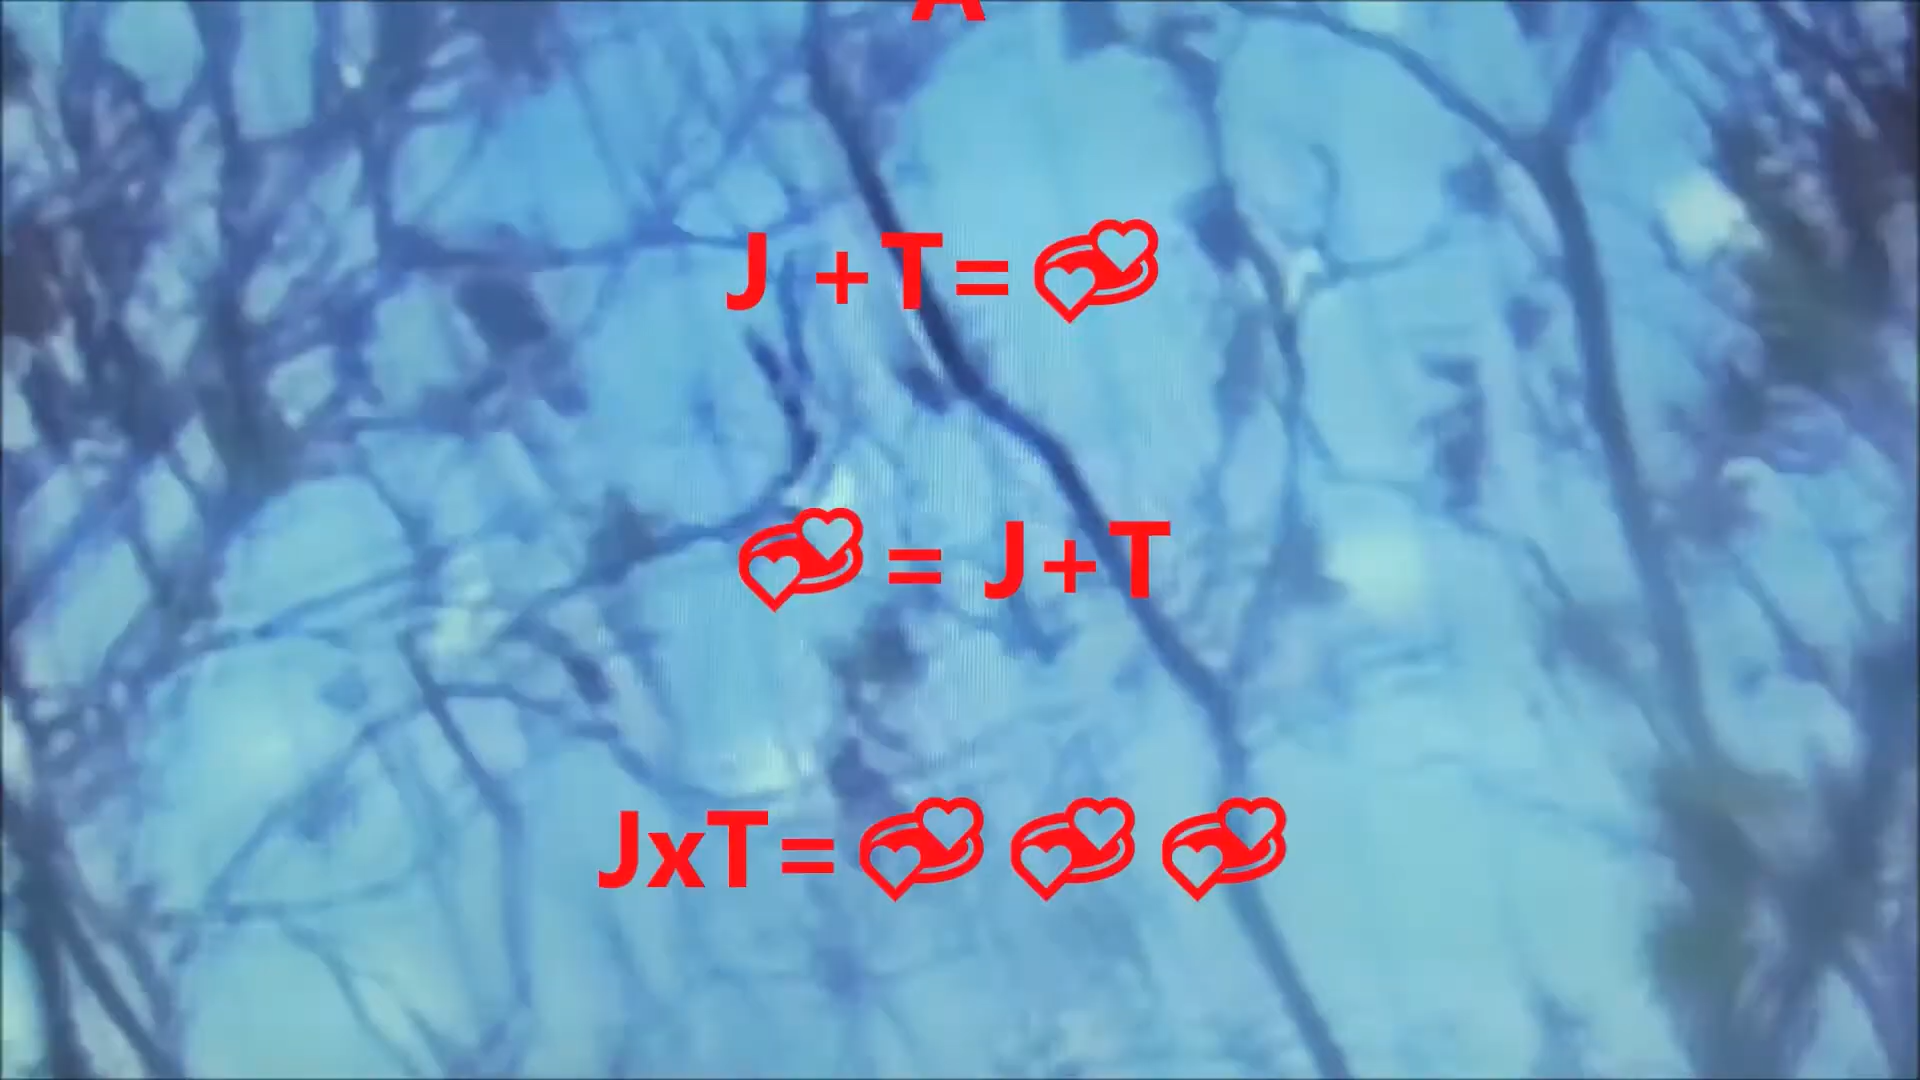 A
J +T= 💞
💞 = J+T
JxT= 💞 💞 💞